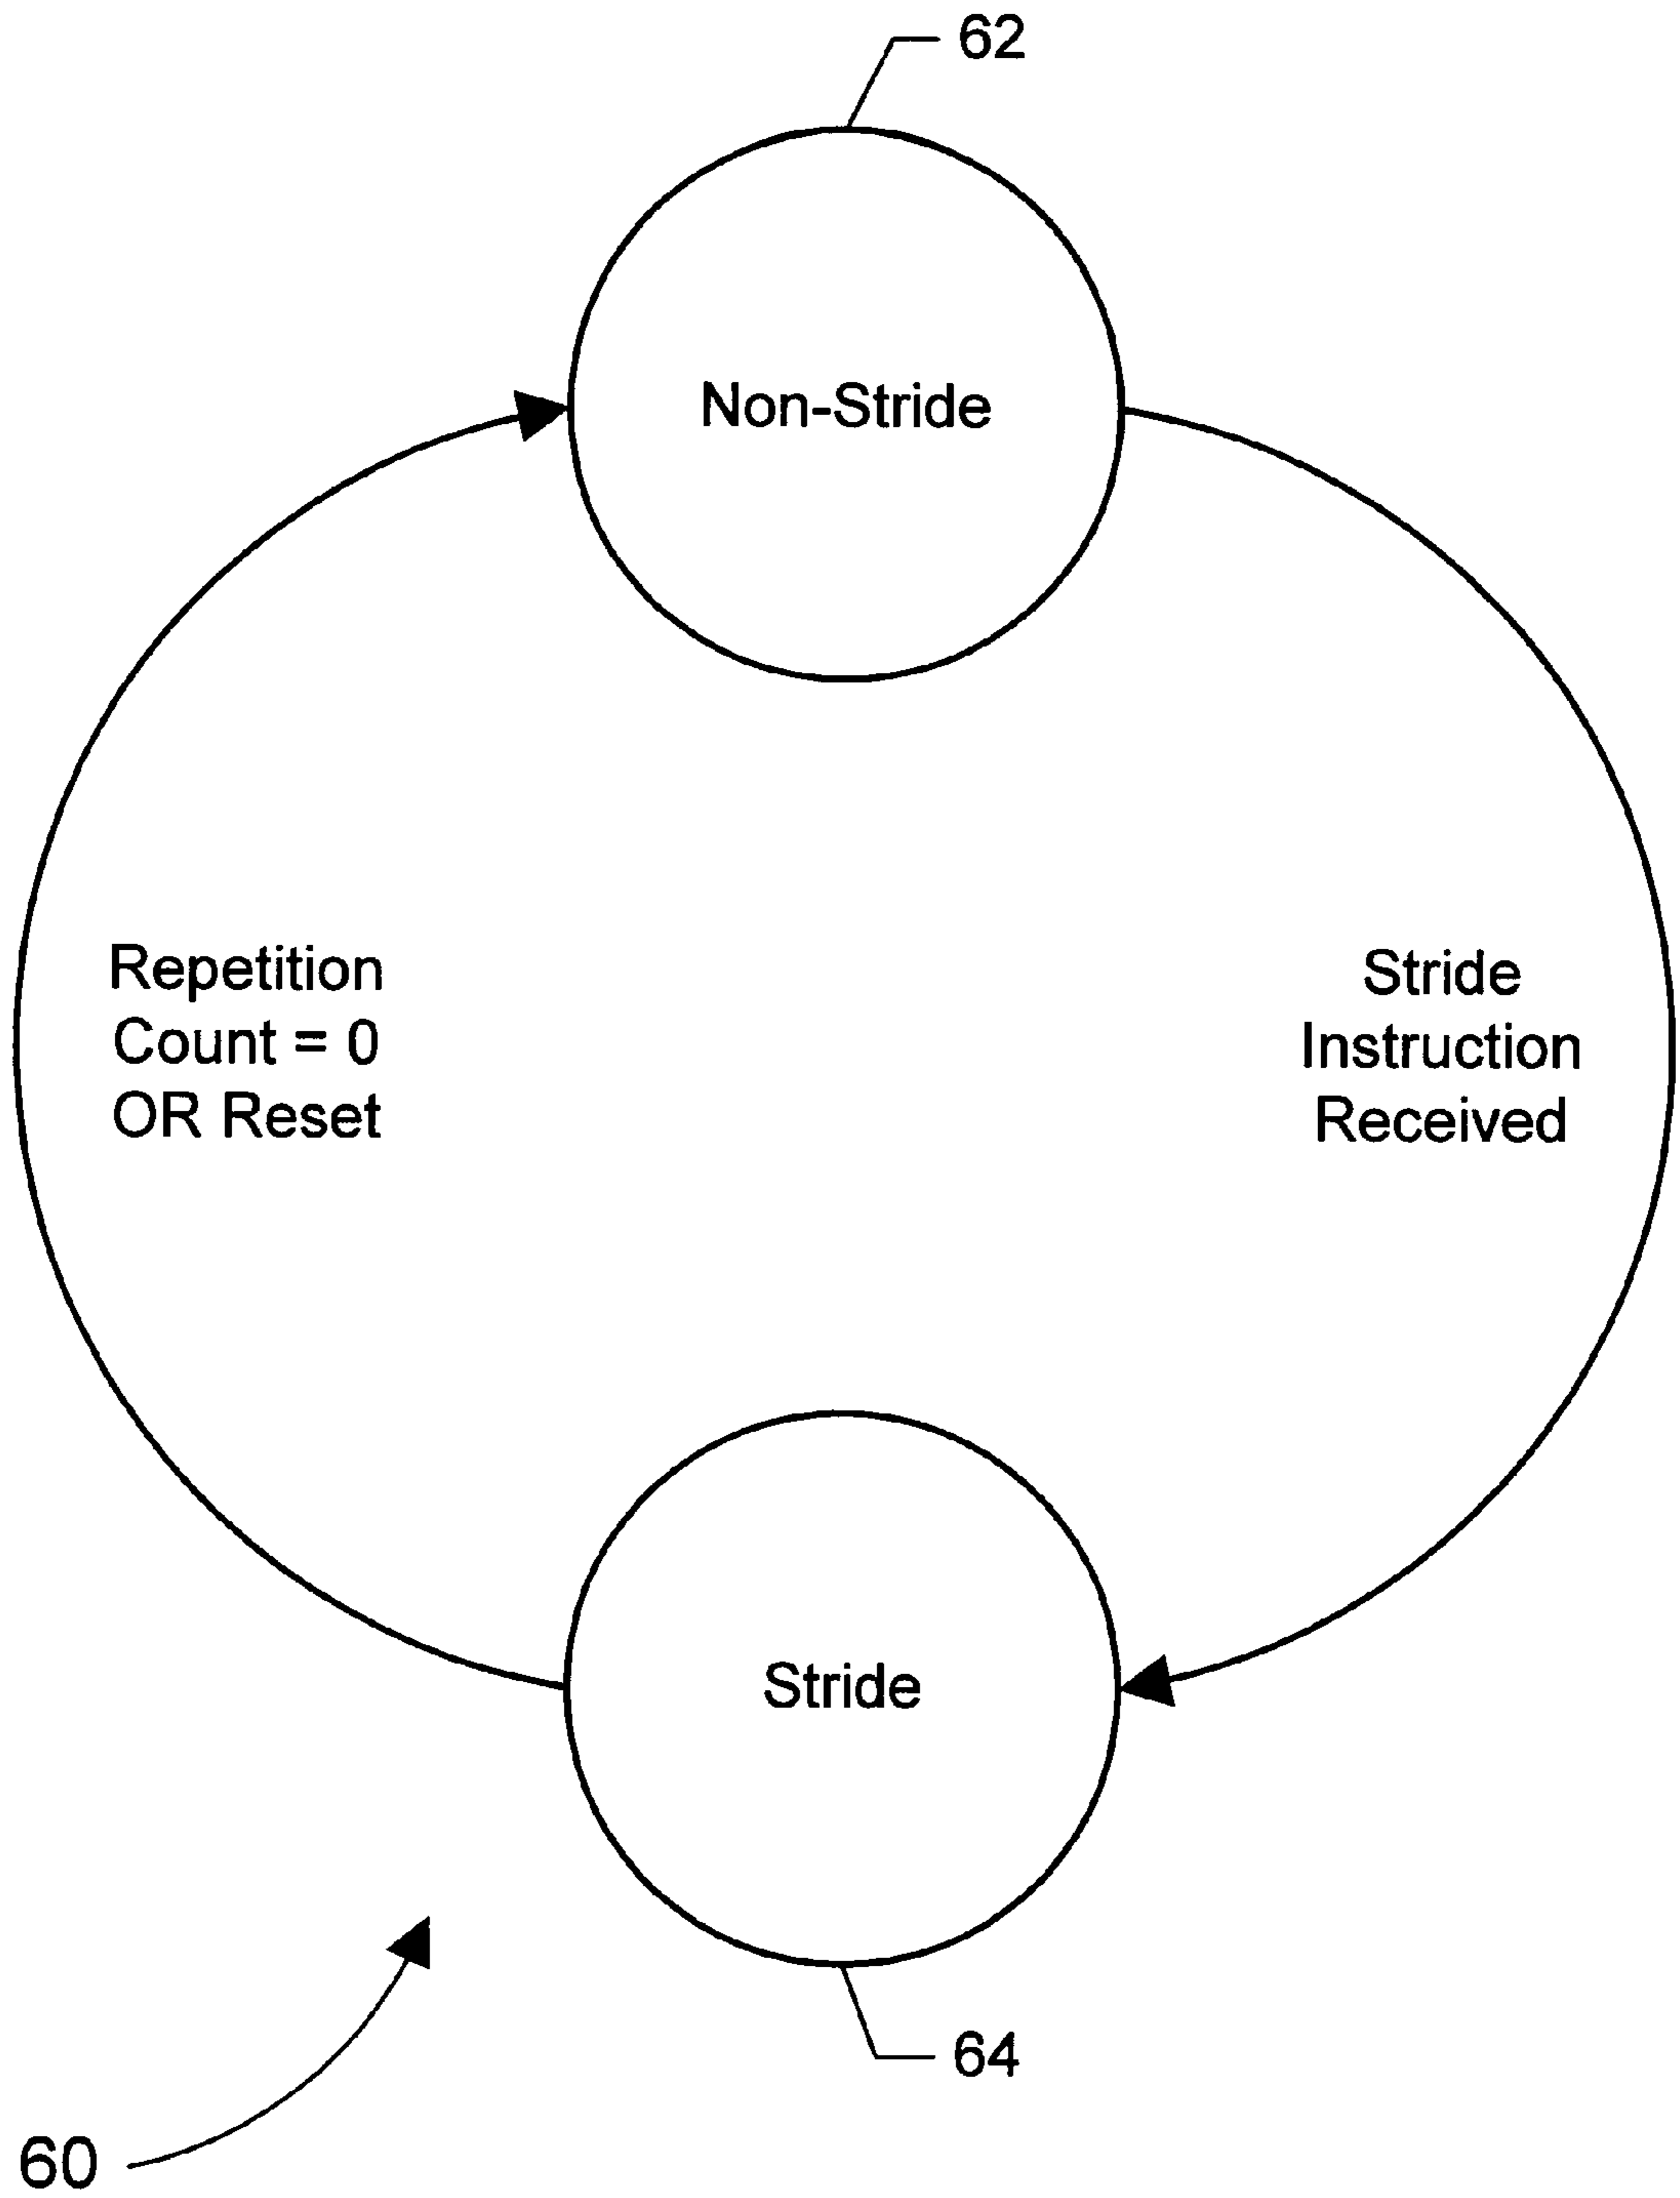 62
Non-Stride
Repetition
Count = 0
OR Reset
Stride
Instruction
Received
Stride
64
60